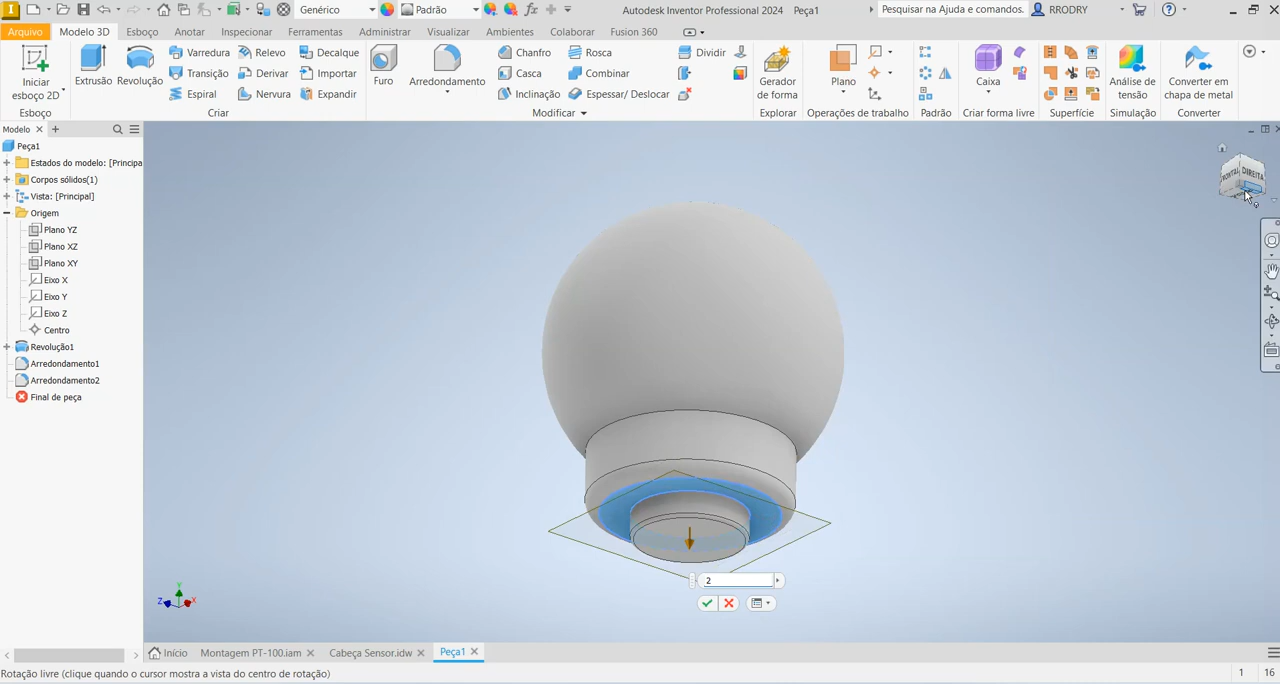 Genérico Padrão fx Autodesk Inventor Professional 2024 Peça1 Pesquisar na Ajuda e comandos. RRODRY
Arquivo Modelo 3D Esboço Anotar Inspecionar Ferramentas Administrar Visualizar Ambientes Colaborar Fusion 360
Iniciar
esboço 2D
Extrusão Revolução
Varredura Relevo Decalque
Transição Derivar Importar
Espiral Nervura Expandir
Furo Arredondamento
Chanfro Rosca Dividir
Casca Combinar
Inclinação Espessar/ Deslocar
Gerador
de forma
Plano
Caixa
Análise de
tensão
Converter em
chapa de metal
Esboço Criar Modificar Explorar Operações de trabalho Padrão Criar forma livre Superfície Simulação Converter
Modelo
Peça1
Estados do modelo: [Principa
Corpos sólidos(1)
Vista: [Principal]
Origem
Plano YZ
Plano XZ
Plano XY
Eixo X
Eixo Y
Eixo Z
Centro
Revolução1
Arredondamento1
Arredondamento2
Final de peça
DIREITA
2
Y
Z X
Início Montagem PT-100.iam Cabeça Sensor.idw Peça1
Rotação livre (clique quando o cursor mostra a vista do centro de rotação) 1 16